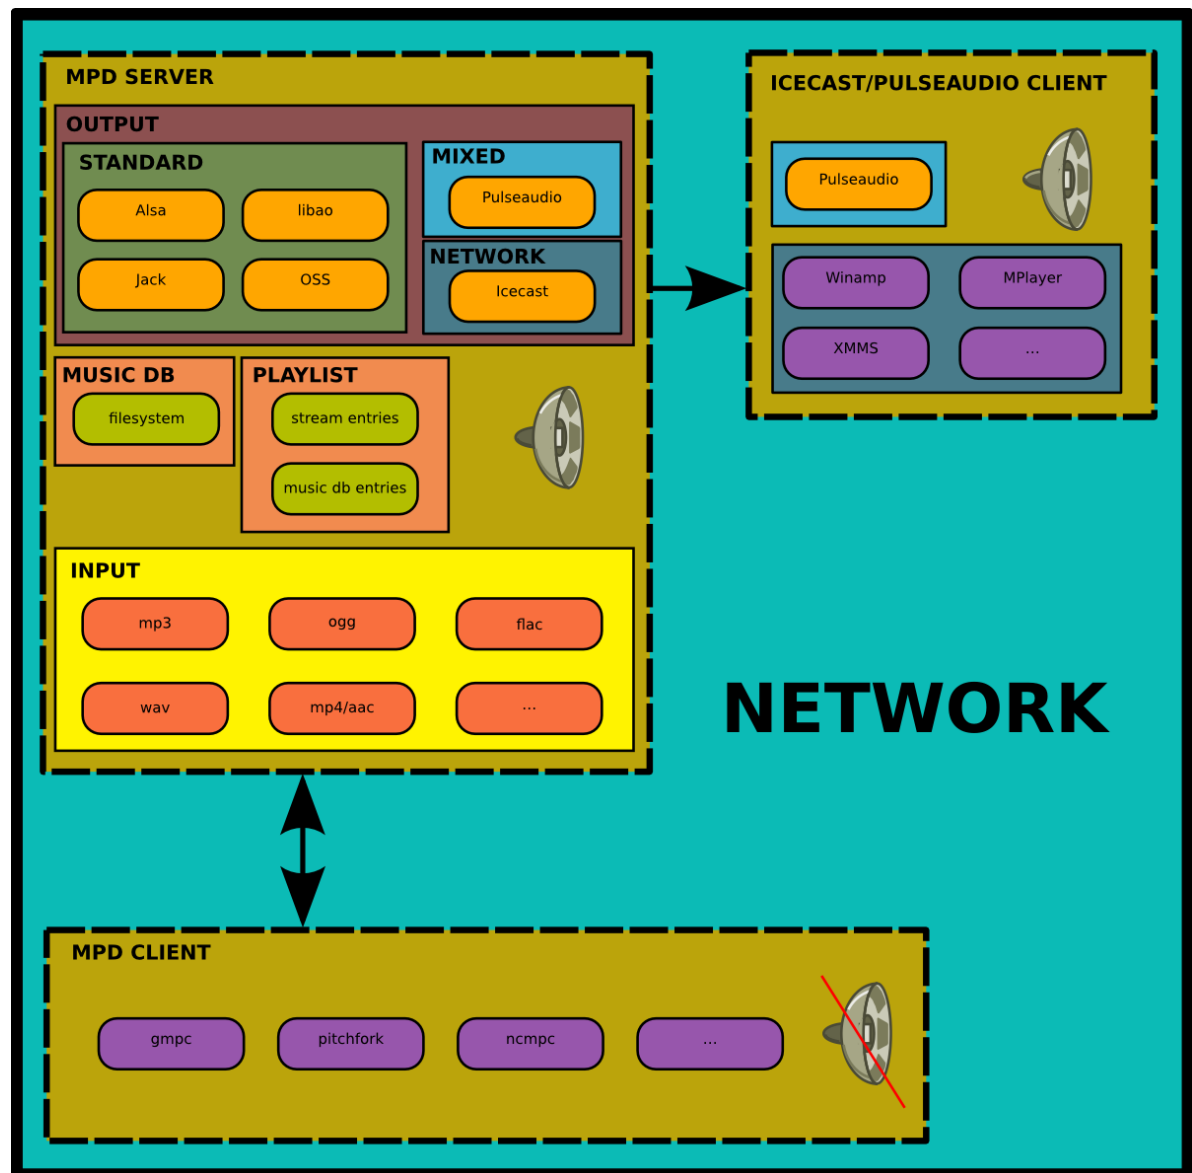 MPD SERVER
OUTPUT
STANDARD
Alsa
libao
Jack
OSS
MIXED
Pulseaudio
NETWORK
Icecast
MUSIC DB
filesystem
PLAYLIST
stream entries
music db entries
INPUT
mp3
ogg
flac
wav
mp4/aac
...
ICECAST/PULSEAUDIO CLIENT
Pulseaudio
Winamp
MPlayer
XMMS
...
NETWORK
MPD CLIENT
gmpc
pitchfork
ncmpc
...